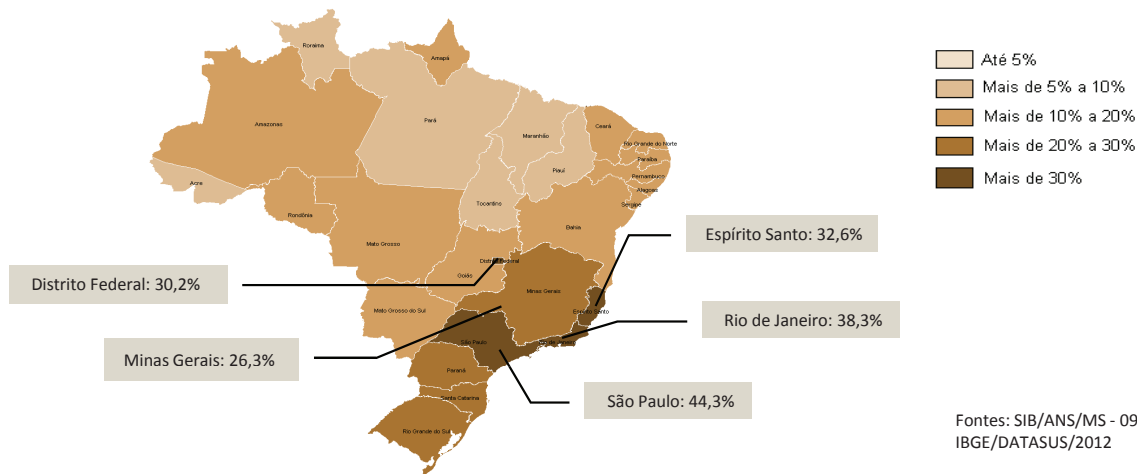 Roraima
Amapá
Até 5%
Mais de 5% a 10%
Mais de 10% a 20%
Mais de 20% a 30%
Mais de 30%
Amazonas
Pará
Maranhão
Ceará
Rio Grande do Norte
Paraíba
Piauí
Pernambuco
Alagoas
Sergipe
Acre
Tocantins
Rondônia
Bahia
Mato Grosso
Espírito Santo: 32,6%
Distrito Federal
Goiás
Minas Gerais
Distrito Federal: 30,2%
Mato Grosso do Sul
Espírito Santo
Rio de Janeiro: 38,3%
Minas Gerais: 26,3%
São Paulo
Rio de Janeiro
Paraná
Santa Catarina
São Paulo: 44,3%
Rio Grande do Sul
Fontes: SIB/ANS/MS - 09
IBGE/DATASUS/2012